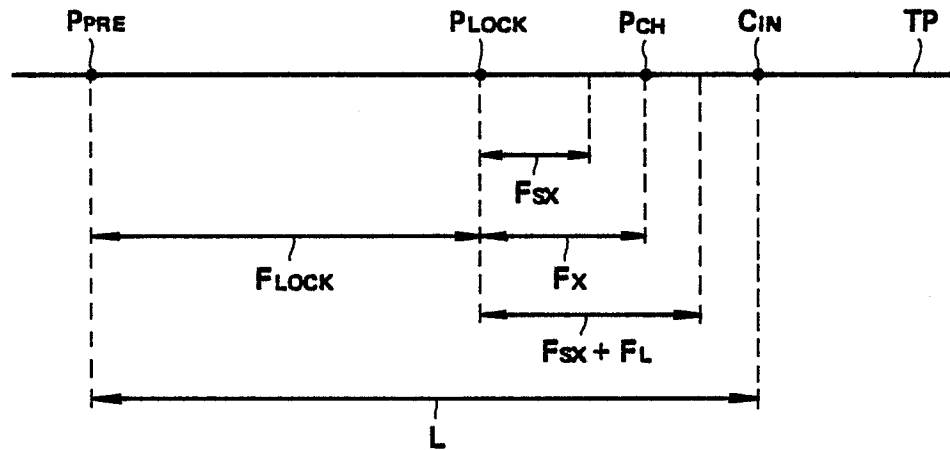 PPRE PLOCK PCH CIN TP
FSX
FLOCK FX
FSX + FL
L